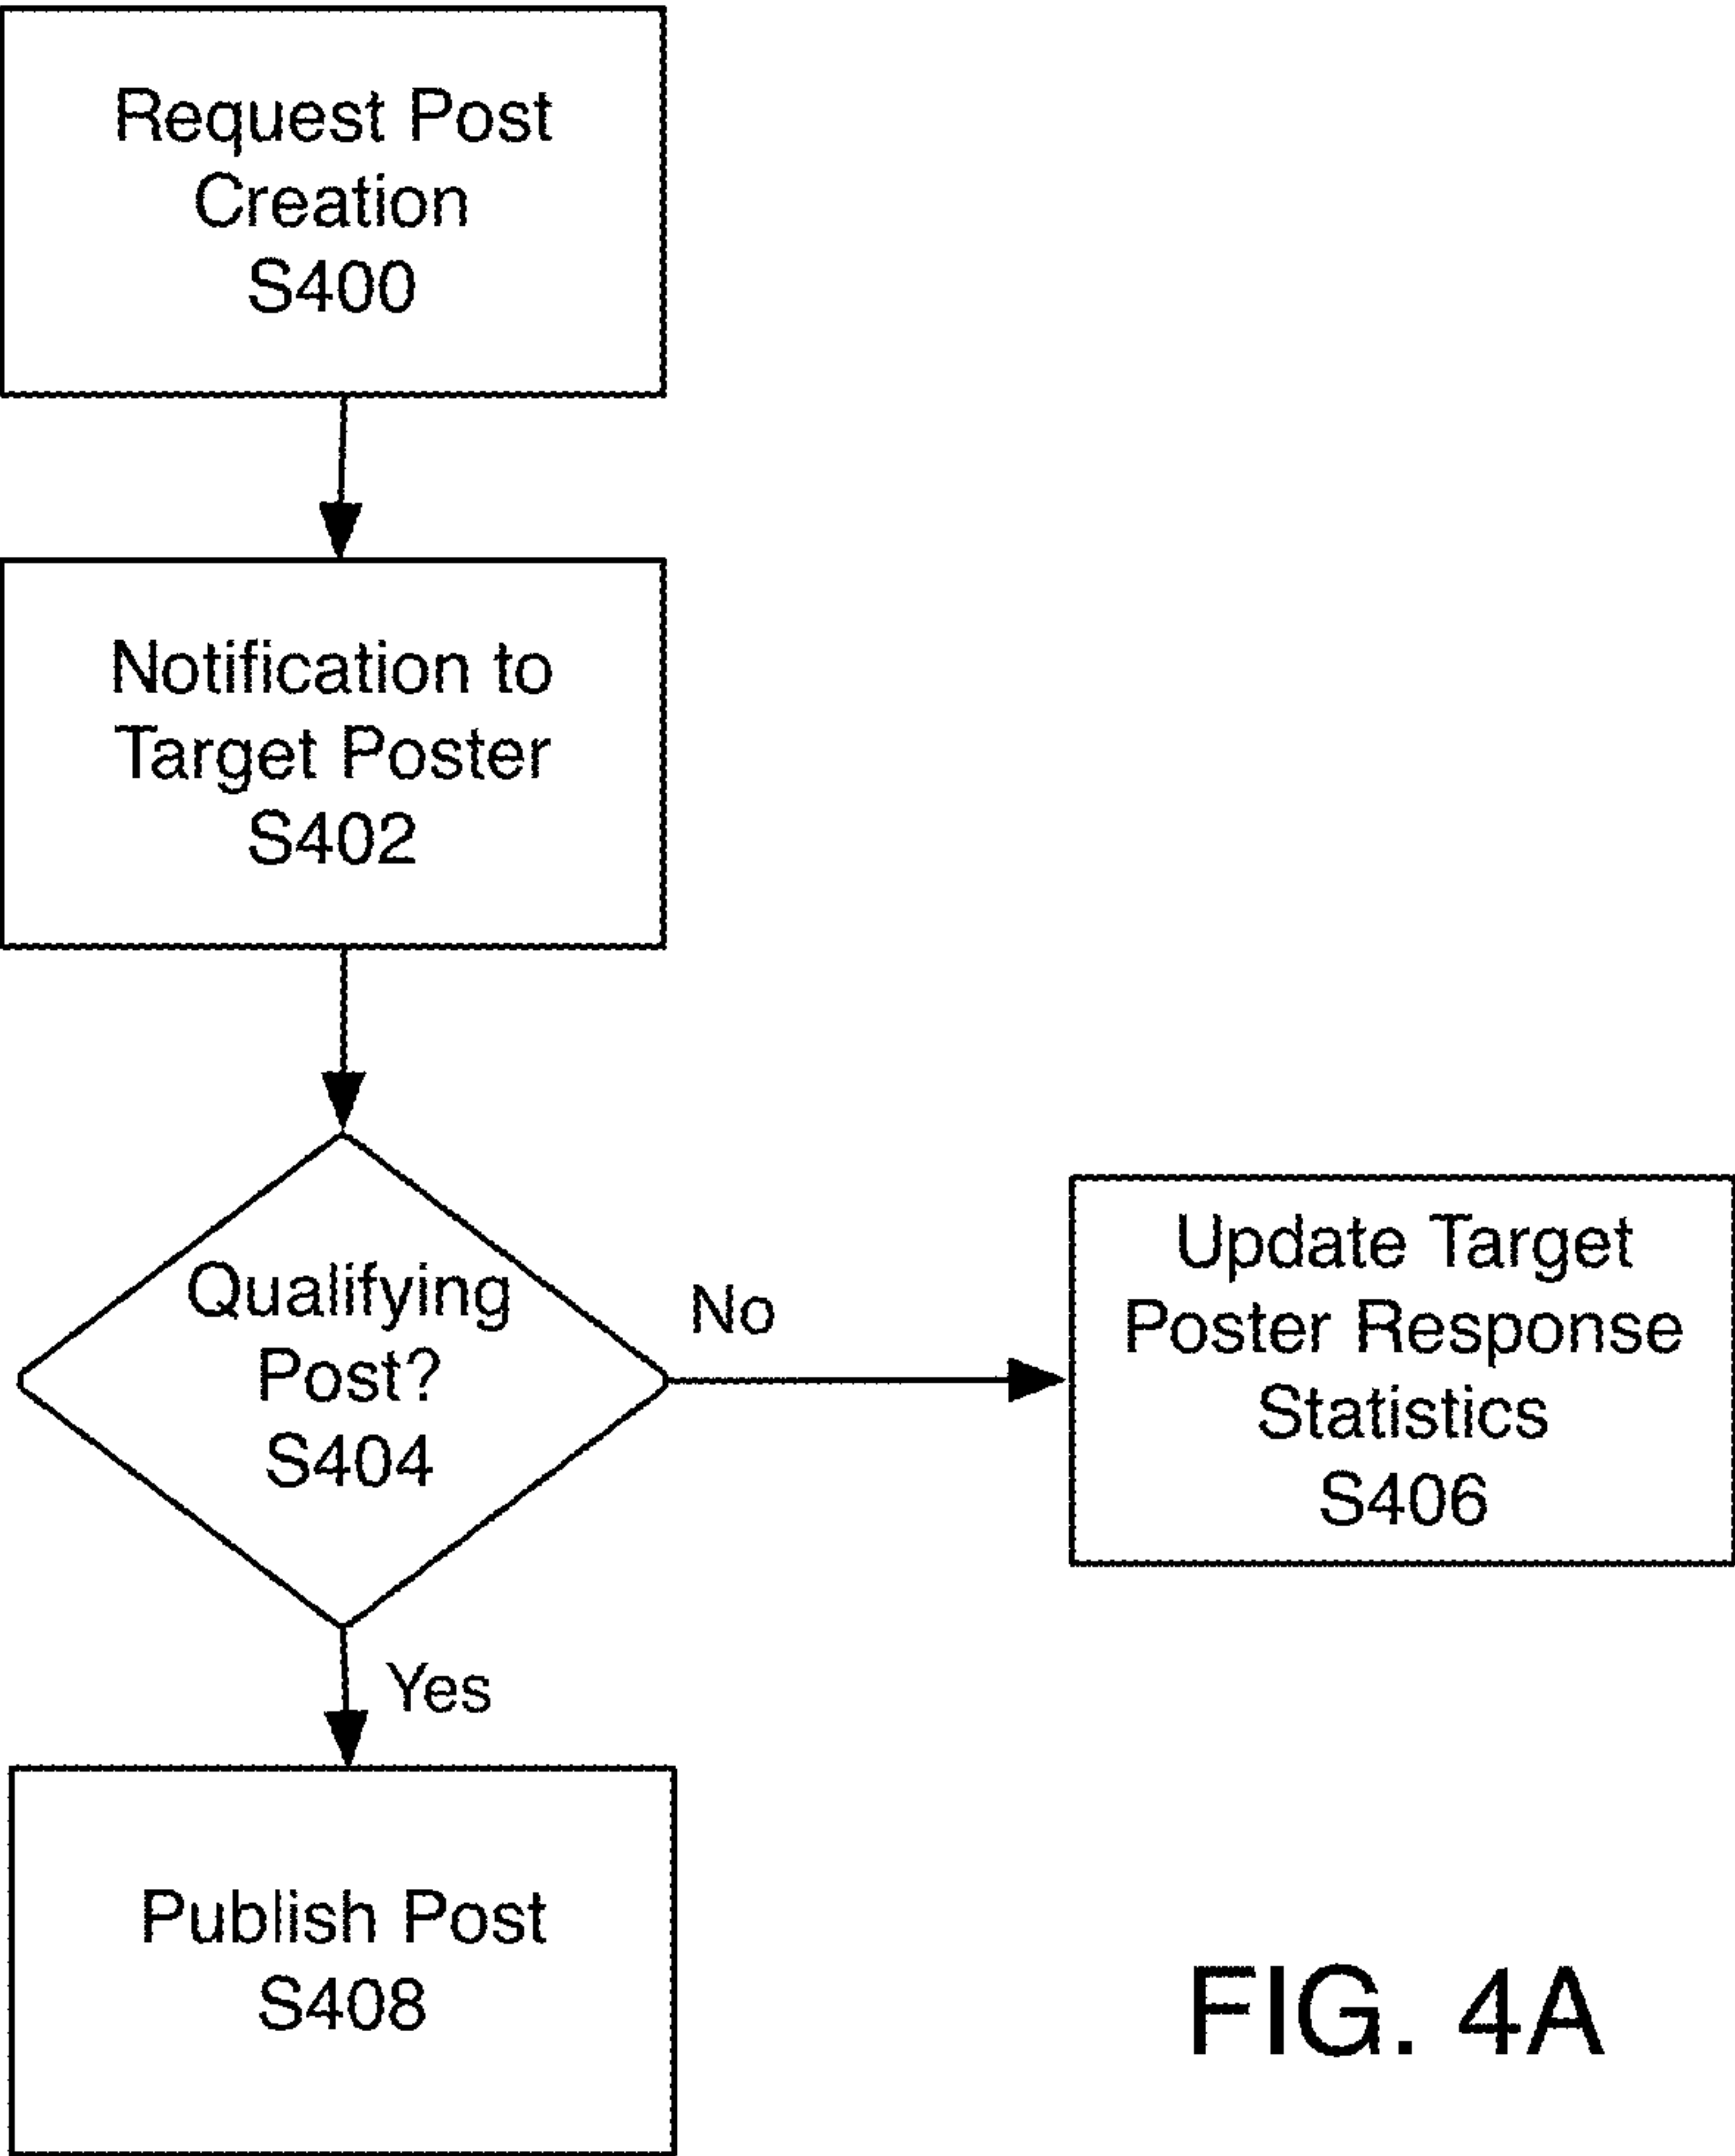 Request Post
Creation
S400
Notification to
Target Poster
S402
Qualifying
Post?
S404
No
Update Target
Poster Response
Statistics
S406
Yes
Publish Post
S408
FIG. 4A